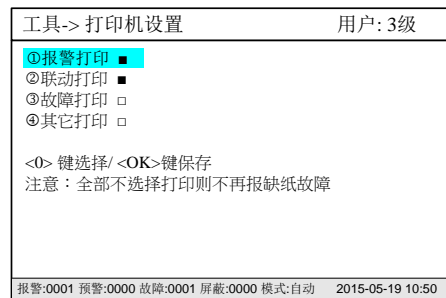 工具-> 打印机设置 用户: 3级
①报警打印 ■
②联动打印 ■
③故障打印 □
④其它打印 □
<0> 键选择/ <OK>键保存
注意：全部不选择打印则不再报缺纸故障
报警:0001 预警:0000 故障:0001 屏蔽:0000 模式:自动 2015-05-19 10:50